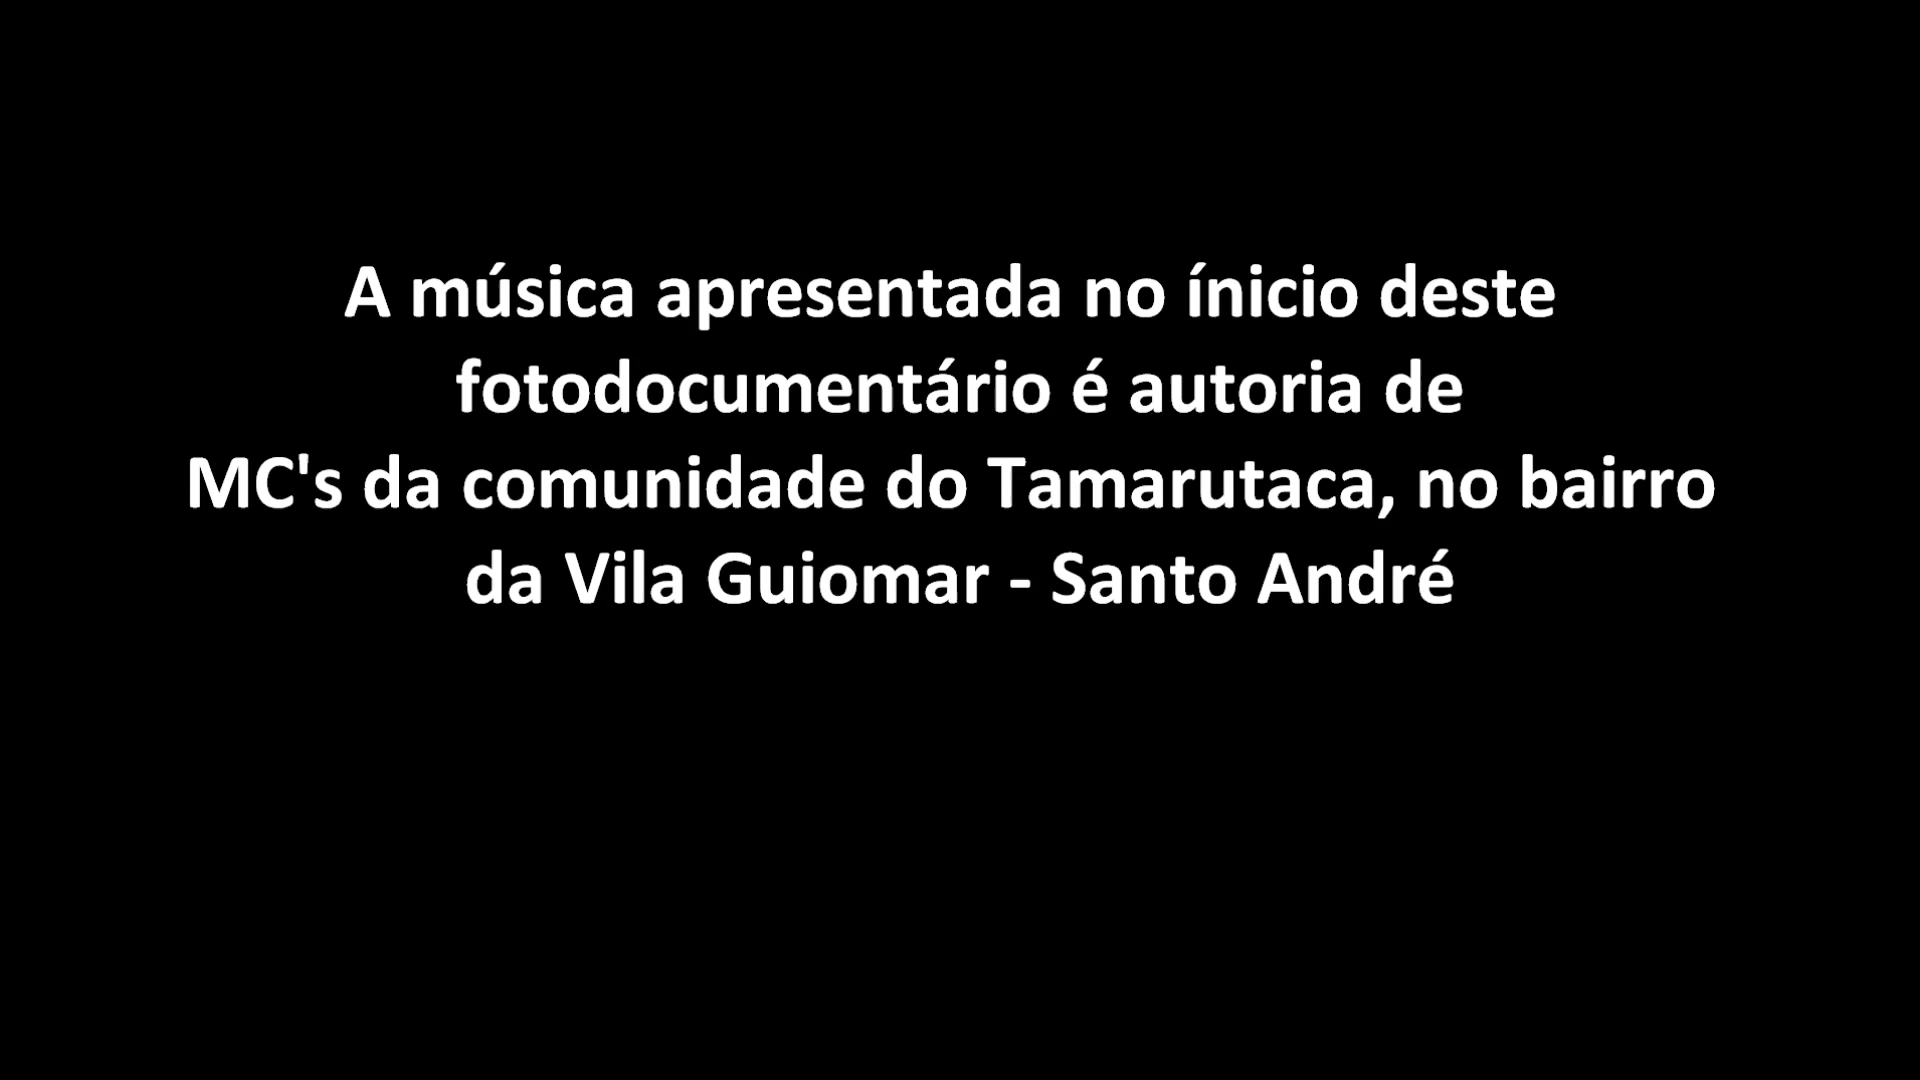 A música apresentada no ínicio deste
fotodocumentário é autoria de
MC's da comunidade do Tamarutaca, no bairro
da Vila Guiomar - Santo André